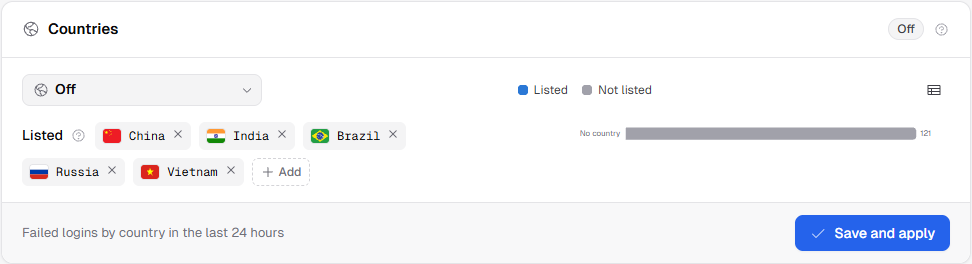 Countries
Off
Off
Listed
Not listed
Listed
China
India
Brazil
No country
121
Russia
Vietnam
Add
Failed logins by country in the last 24 hours
Save and apply